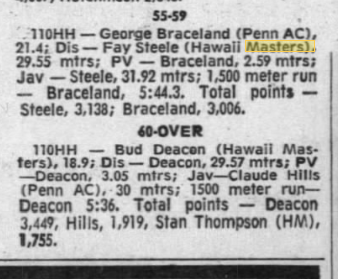 55-59
110HH — George Braceland (Penn AC),
21.4; Dis — Fay Steele (Hawaii Masters),
29.55 mtrs; PV — Braceland, 2.59 mtrs;
Jav — Steele, 31.92 mtrs; 1,500 meter run
— Braceland, 5:44.3. Total points —
Steele, 3,138; Braceland, 3,006.
60-OVER
110HH — Bud Deacon (Hawaii Mas-
ters), 18.9; Dis — Deacon, 29.57 mtrs; PV
—Deacon, 3.05 mtrs; Jav—Claude Hills
(Penn AC), 30 mtrs; 1500 meter run—
Deacon 5:36. Total points — Deacon
3,449, Hills, 1,919, Stan Thompson (HM),
1,755.